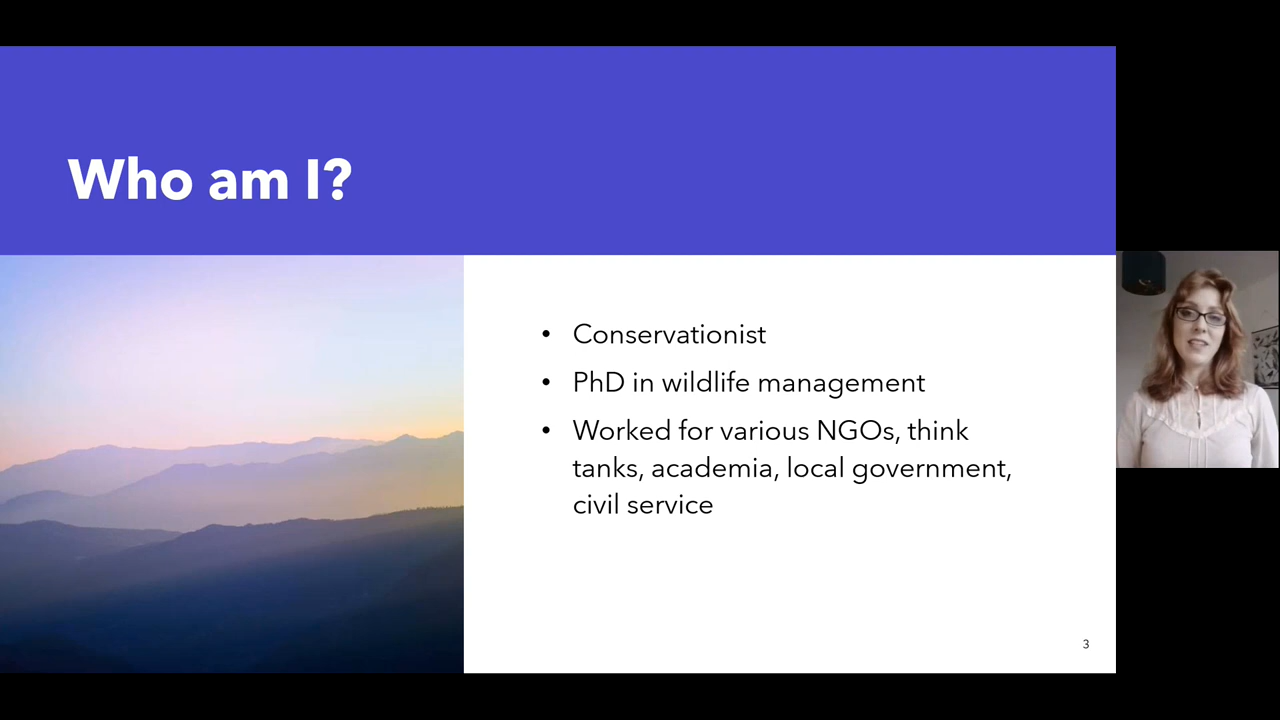 Who am I?
• Conservationist
• PhD in wildlife management
• Worked for various NGOs, think
tanks, academia, local government,
civil service
3